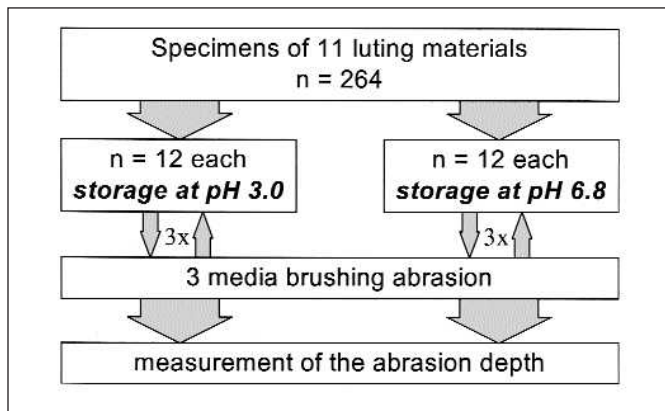 Specimens of 11 luting materials
n = 264
n = 12 each
storage at pH 3.0
n = 12 each
storage at pH 6.8
3x
3x
3 media brushing abrasion
measurement of the abrasion depth